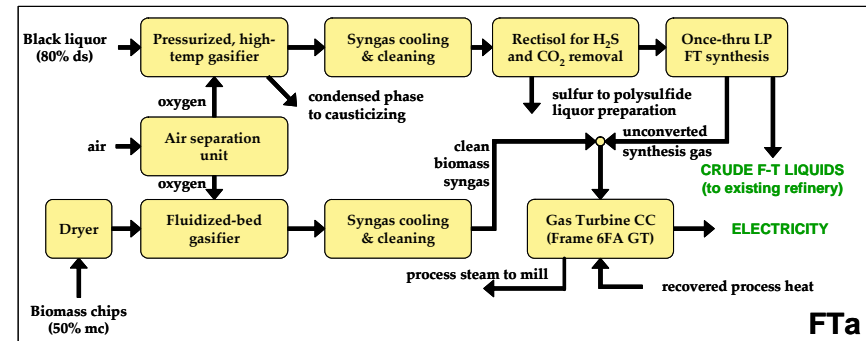 Black liquor
(80% ds)
Pressurized, high-
temp gasifier
Syngas cooling
& cleaning
Rectisol for H2S
and CO2 removal
Once-thru LP
FT synthesis
oxygen
condensed phase
to causticizing
sulfur to polysulfide
liquor preparation
air
Air separation
unit
clean
biomass
syngas
unconverted
synthesis gas
CRUDE F-T LIQUIDS
(to existing refinery)
oxygen
Dryer
Fluidized-bed
gasifier
Syngas cooling
& cleaning
Gas Turbine CC
(Frame 6FA GT)
ELECTRICITY
process steam to mill
recovered process heat
Biomass chips
(50% mc)
FTa